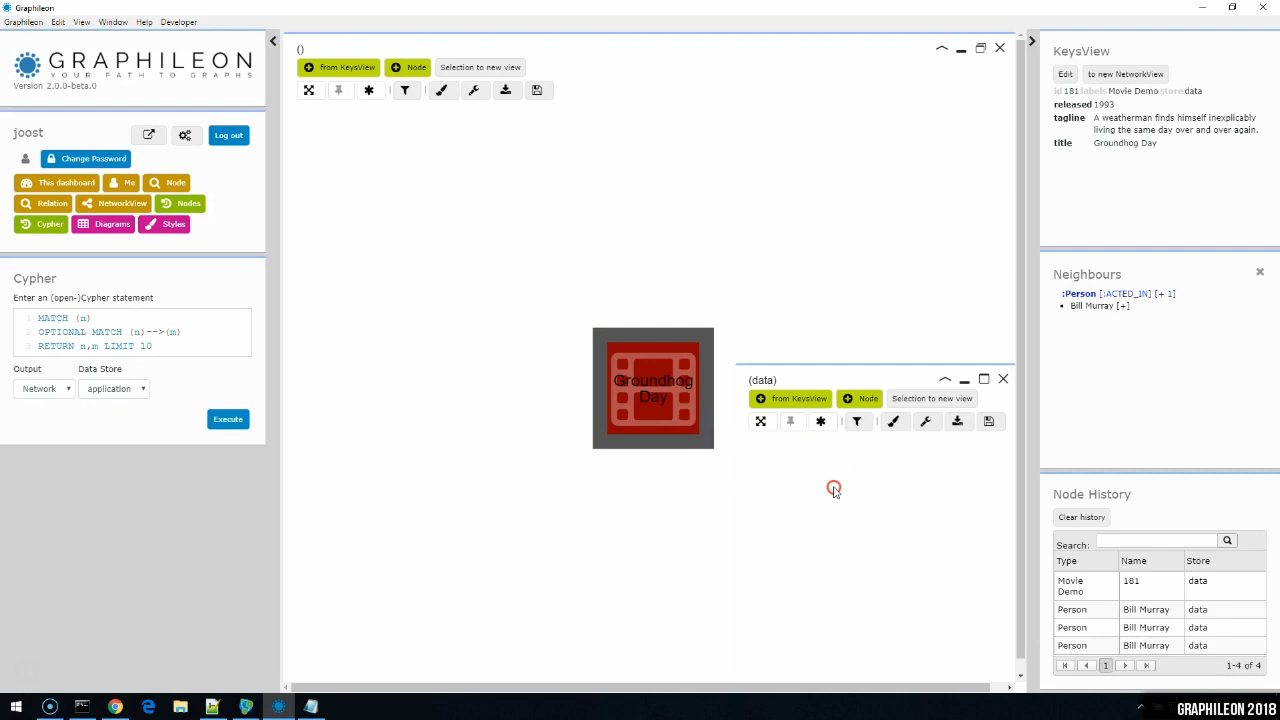 Graphileon
Graphileon Edit View Window Help Developer
GRAPHILEON
YOUR PATH TO GRAPHS
Version 2.0.0-beta.0
joost
Log out
Change Password
This dashboard Me Node
Relation NetworkView Nodes
Cypher Diagrams Styles
Cypher
Enter an (open-)Cypher statement
1 MATCH (n)
2 OPTIONAL MATCH (n)-->(m)
3 RETURN n,m LIMIT 10
Output Data Store
Network application
Execute
()
from KeysView Node Selection to new view
Groundhog
Day
(data)
from KeysView Node Selection to new view
KeysView
Edit to new NetworkView
id 181 labels Movie Demo store data
released 1993
tagline A weatherman finds himself inexplicably
living the same day over and over again.
title Groundhog Day
Neighbours
:Person [:ACTED_IN] [+ 1]
• Bill Murray [+]
Node History
Clear history
Search:
Type Name Store
Movie Demo 181 data
Person Bill Murray data
Person Bill Murray data
Person Bill Murray data
1 1-4 of 4
GRAPHILEON 2018